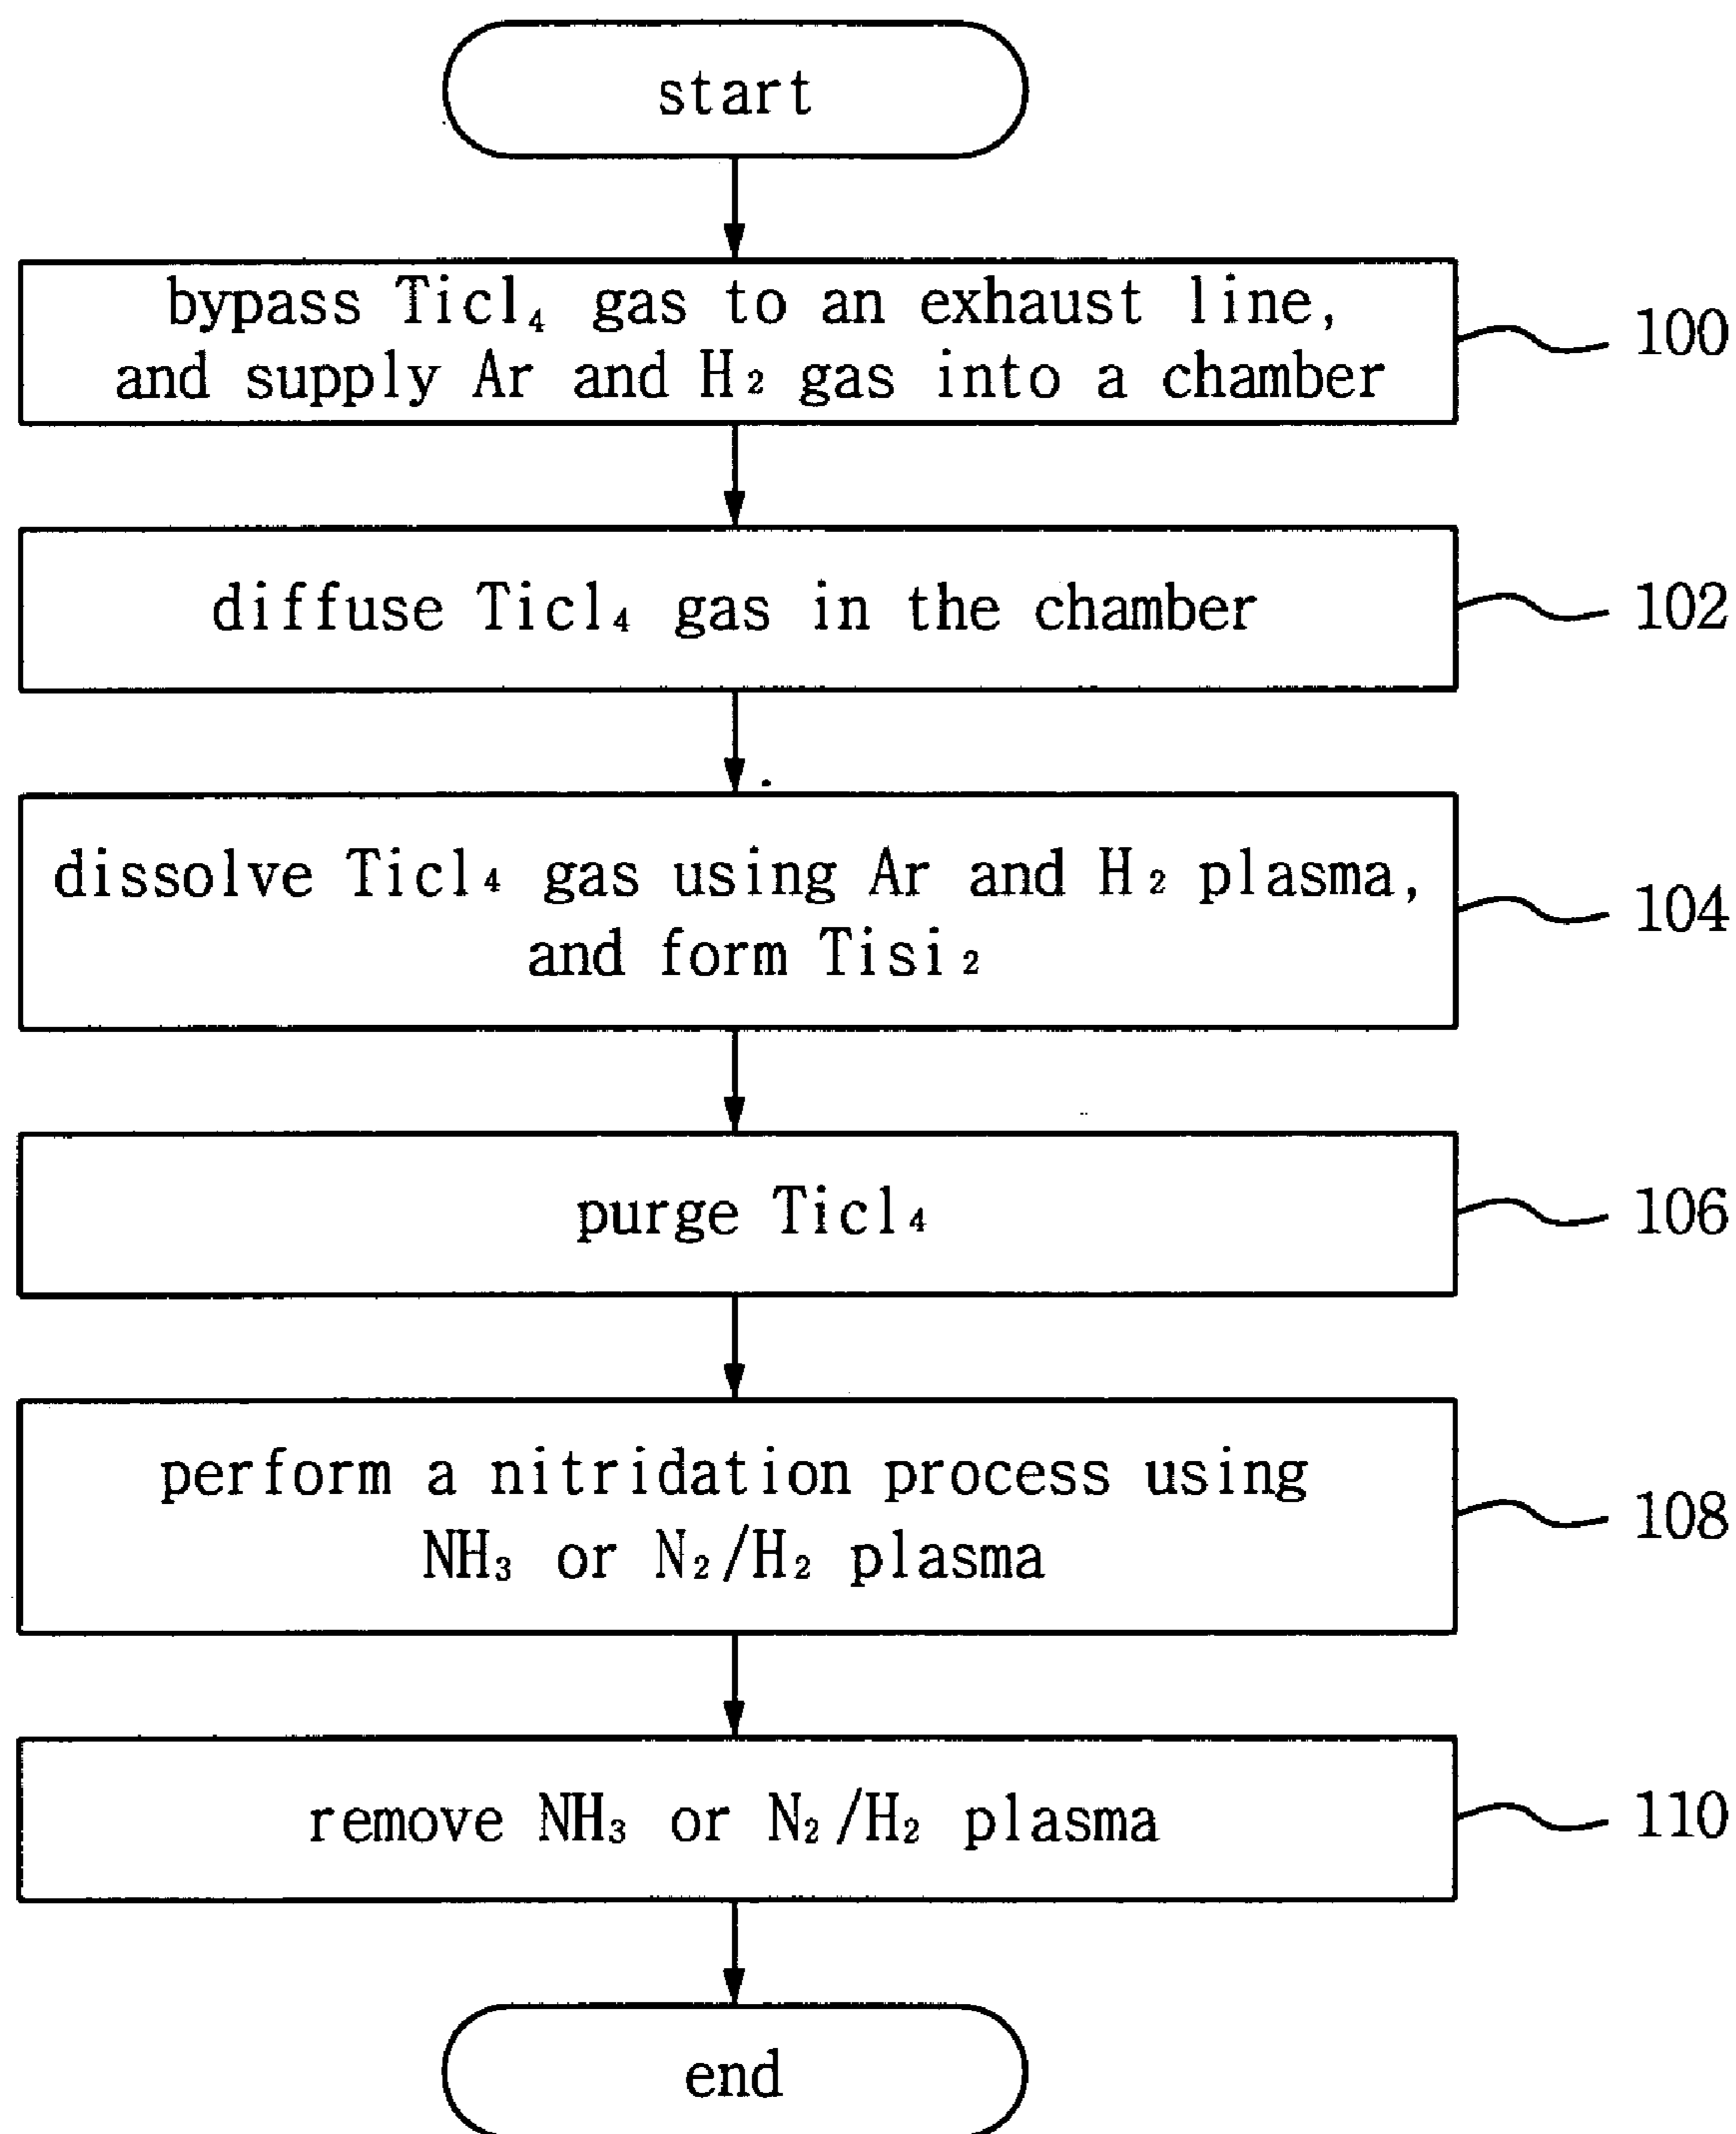 start
bypass Ticl₄ gas to an exhaust line,
and supply Ar and H₂ gas into a chamber
100
diffuse Ticl₄ gas in the chamber
102
dissolve Ticl₄ gas using Ar and H₂ plasma,
and form Tisi₂
104
purge Ticl₄
106
perform a nitridation process using
NH₃ or N₂/H₂ plasma
108
remove NH₃ or N₂/H₂ plasma
110
end